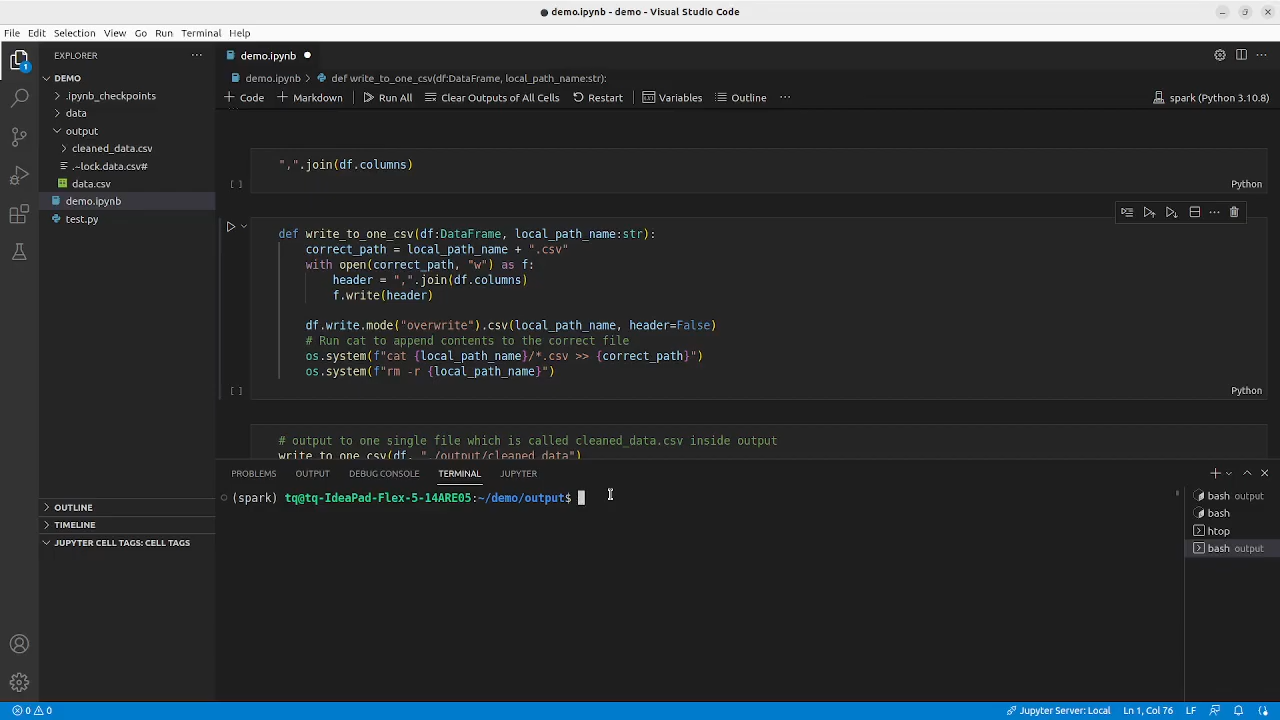 demo.ipynb - demo - Visual Studio Code
File Edit Selection View Go Run Terminal Help
EXPLORER
demo.ipynb
DEMO
demo.ipynb > def write_to_one_csv(df:DataFrame, local_path_name:str):
.ipynb_checkpoints
Code Markdown Run All Clear Outputs of All Cells Restart Variables Outline spark (Python 3.10.8)
data
output
cleaned_data.csv
.~lock.data.csv#
data.csv
demo.ipynb
test.py
",".join(df.columns)
[ ] Python
def write_to_one_csv(df:DataFrame, local_path_name:str):
correct_path = local_path_name + ".csv"
with open(correct_path, "w") as f:
header = ",".join(df.columns)
f.write(header)
df.write.mode("overwrite").csv(local_path_name, header=False)
# Run cat to append contents to the correct file
os.system(f"cat {local_path_name}/*.csv >> {correct_path}")
os.system(f"rm -r {local_path_name}")
[ ] Python
# output to one single file which is called cleaned_data.csv inside output
write_to_one_csv(df, "./output/cleaned_data")
PROBLEMS OUTPUT DEBUG CONSOLE TERMINAL JUPYTER
(spark) tq@tq-IdeaPad-Flex-5-14ARE05:~/demo/output$
bash output
bash
htop
bash output
OUTLINE
TIMELINE
JUPYTER CELL TAGS: CELL TAGS
1
0 0 Jupyter Server: Local Ln 1, Col 76 LF